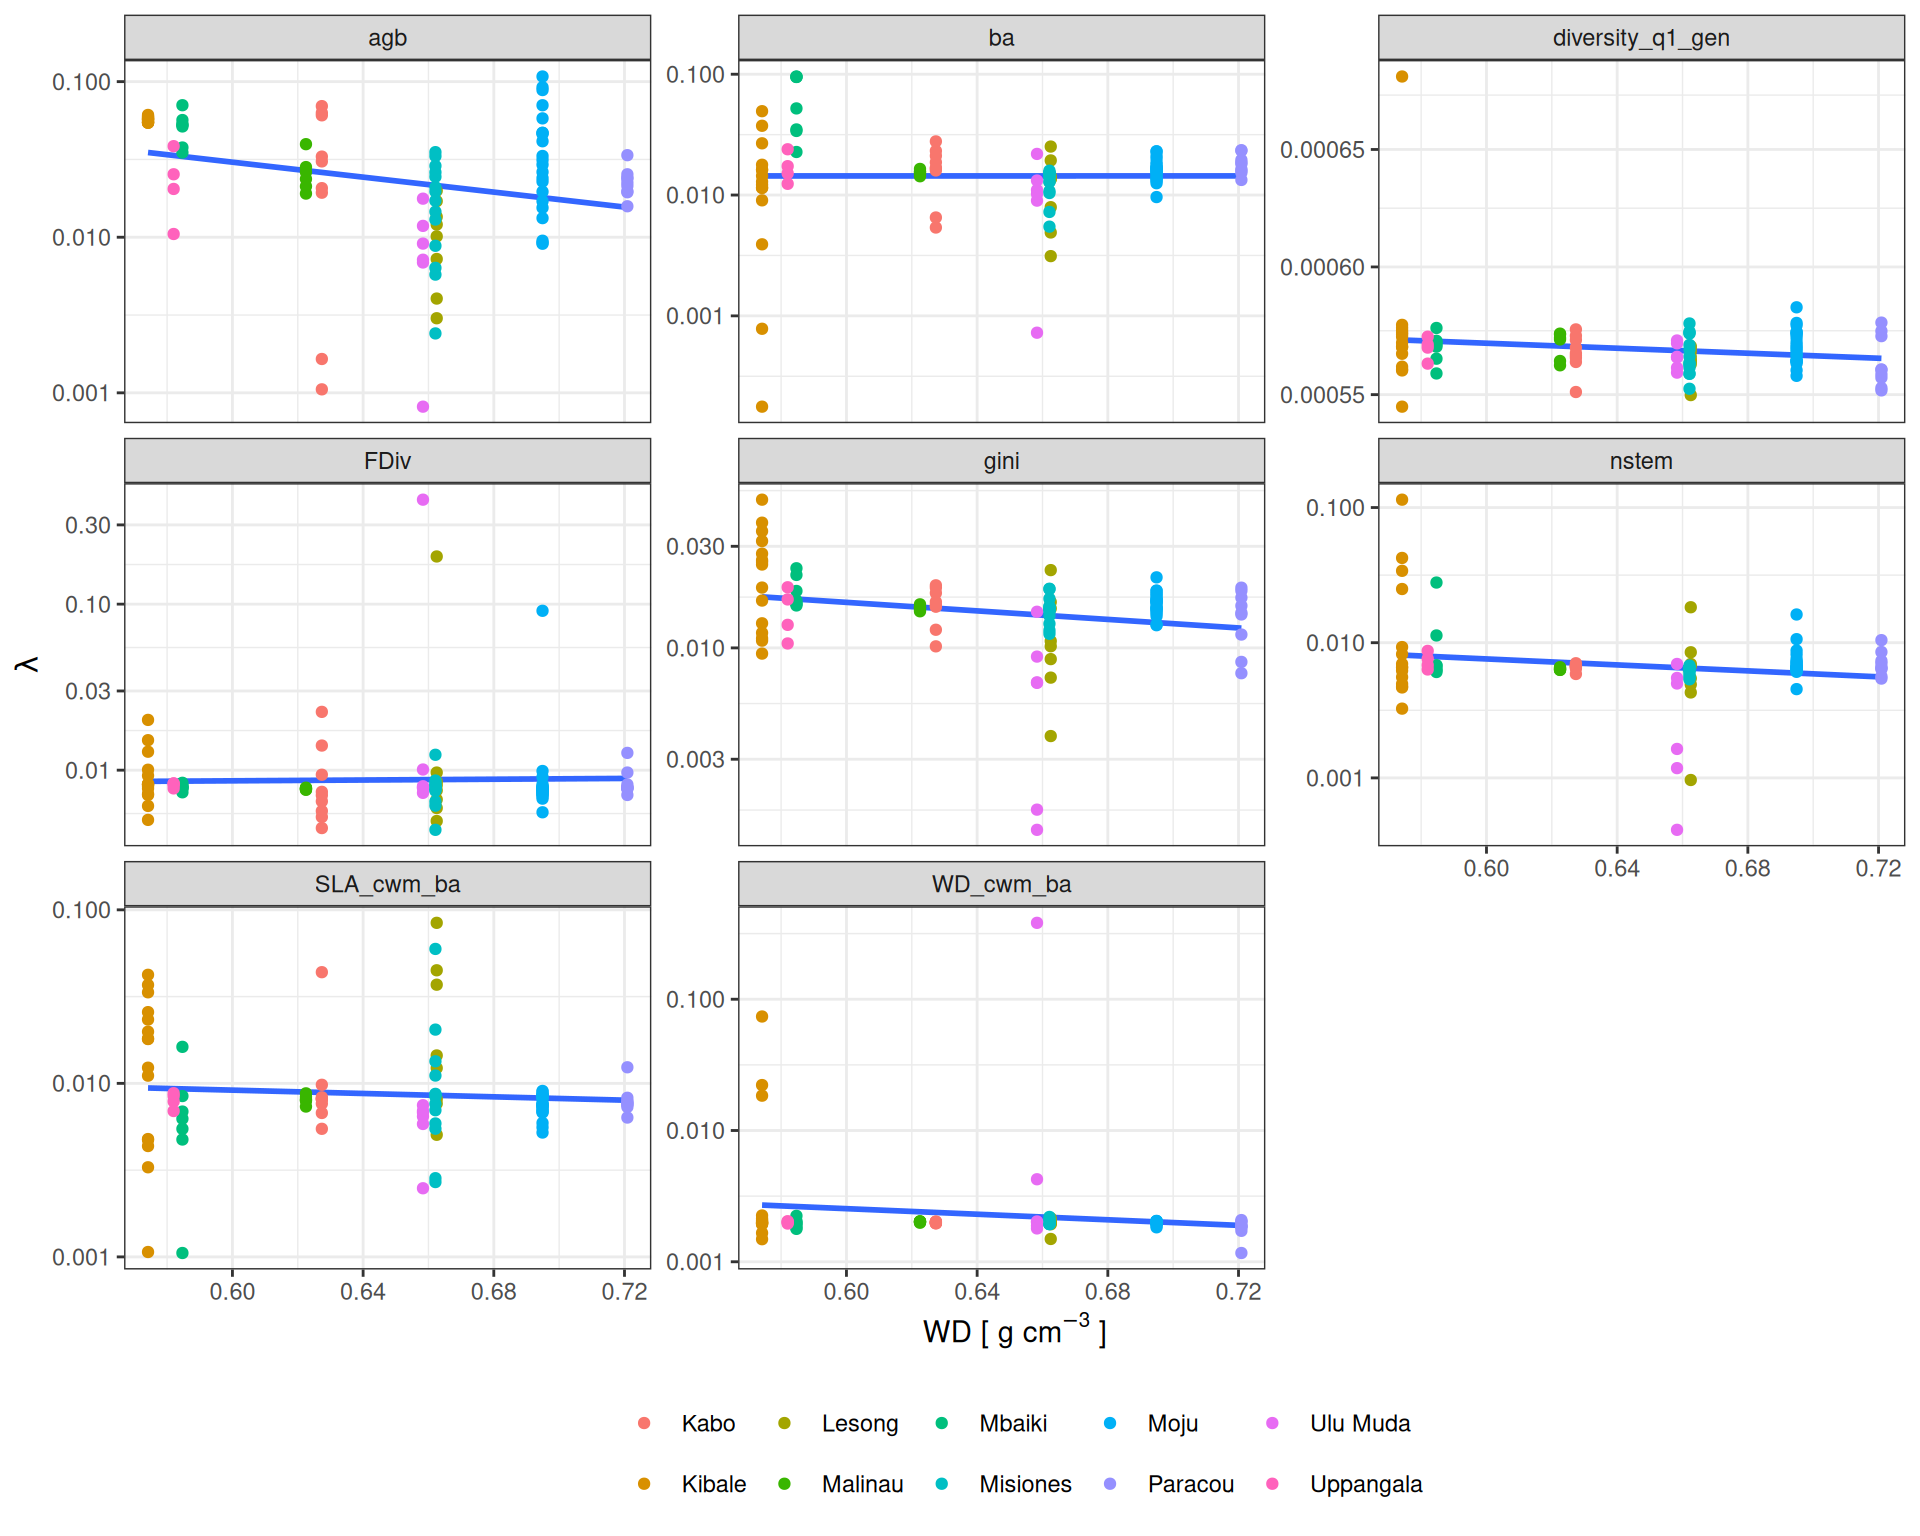 agb
ba
diversity_q1_gen
0.100
0.010
0.001
0.100
0.010
0.001
0.00065
0.00060
0.00055
FDiv
gini
nstem
0.30
0.10
0.03
0.01
0.030
0.010
0.003
0.100
0.010
0.001
0.60 0.64 0.68 0.72
SLA_cwm_ba
WD_cwm_ba
0.100
0.010
0.001
0.100
0.010
0.001
0.60 0.64 0.68 0.72
0.60 0.64 0.68 0.72
λ
WD [ g cm⁻³ ]
Kabo Lesong Mbaiki Moju Ulu Muda
Kibale Malinau Misiones Paracou Uppangala